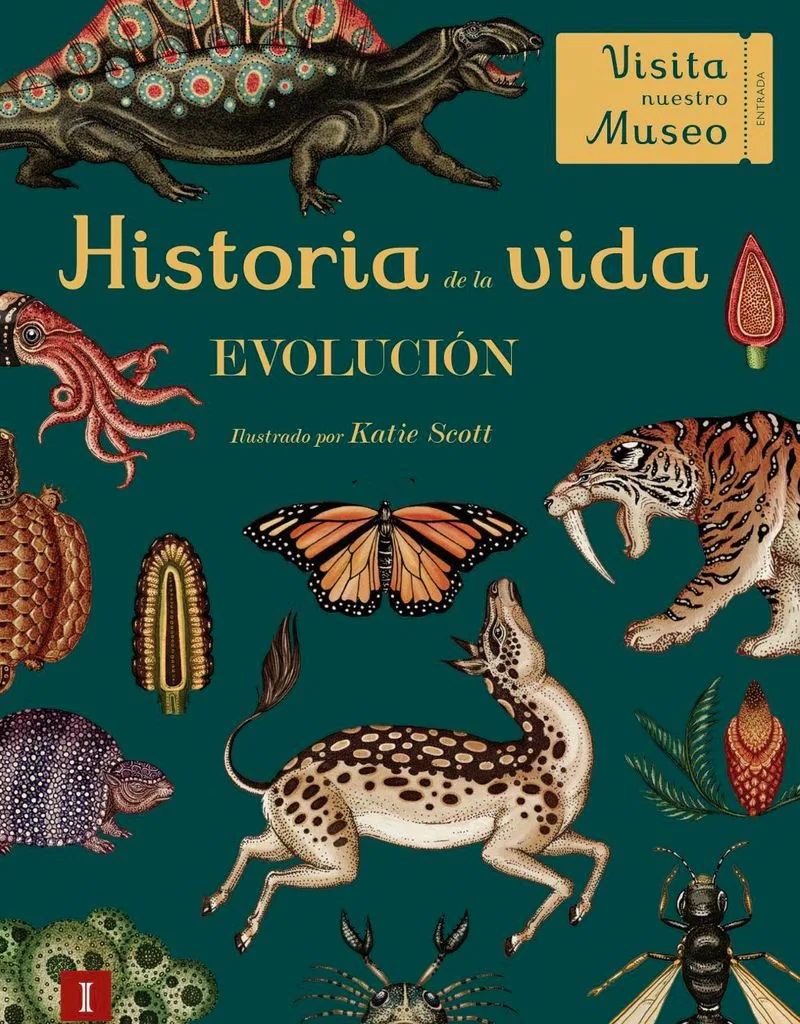 Visita
nuestro
Museo
ENTRADA
Historia de la vida
EVOLUCIÓN
Ilustrado por Katie Scott
I